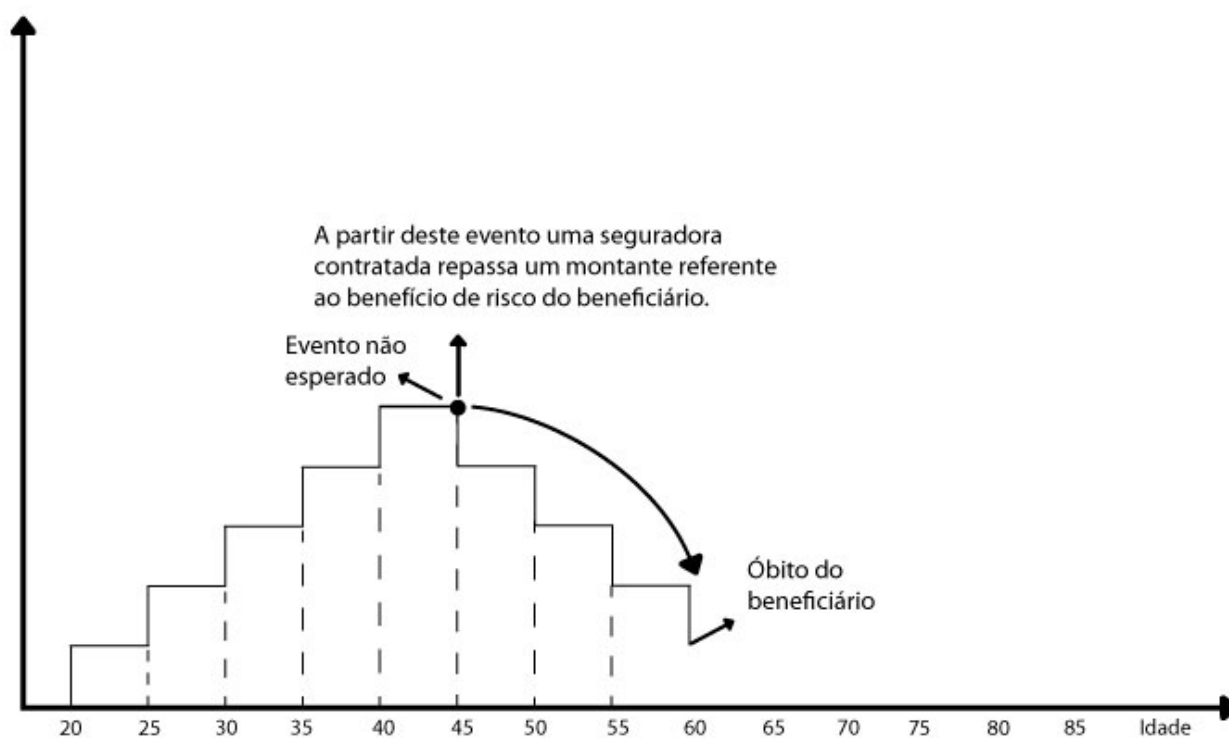 A partir deste evento uma seguradora
contratada repassa um montante referente
ao benefício de risco do beneficiário.
Evento não
esperado
Óbito do
beneficiário
20 25 30 35 40 45 50 55 60 65 70 75 80 85 Idade